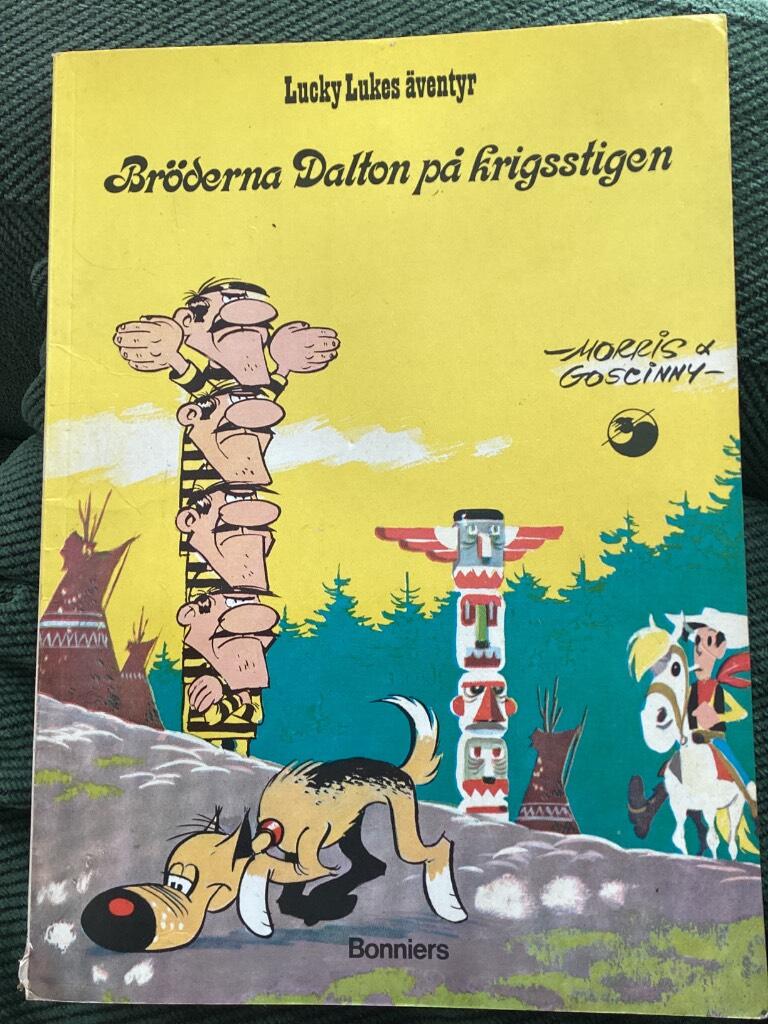 Lucky Lukes äventyr
Bröderna Dalton på krigsstigen
-MORRIS &
GOSCINNY-
Bonniers